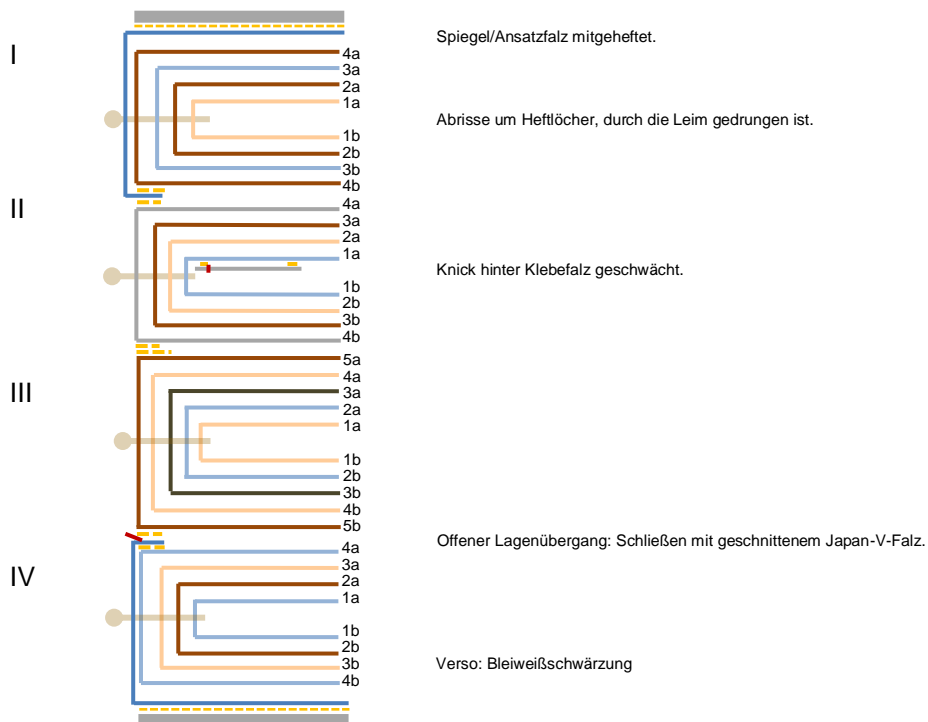 Spiegel/Ansatzfalz mitgeheftet.
I
4a
3a
2a
1a
Abrisse um Heftlöcher, durch die Leim gedrungen ist.
1b
2b
3b
4b
II
4a
3a
2a
1a
Knick hinter Klebefalz geschwächt.
1b
2b
3b
4b
5a
4a
III
3a
2a
1a
1b
2b
3b
4b
5b
Offener Lagenübergang: Schließen mit geschnittenem Japan-V-Falz.
4a
3a
IV
2a
1a
1b
2b
3b
Verso: Bleiweißschwärzung
4b